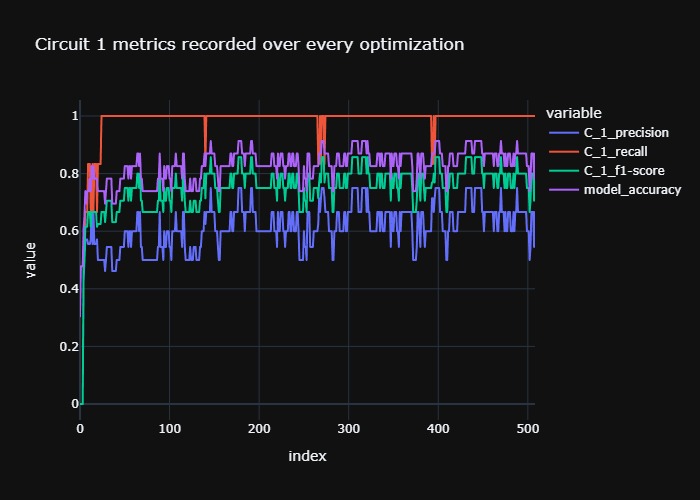 Circuit 1 metrics recorded over every optimization
variable
C_1_precision
C_1_recall
C_1_f1-score
model_accuracy
value
1
0.8
0.6
0.4
0.2
0
0 100 200 300 400 500
index